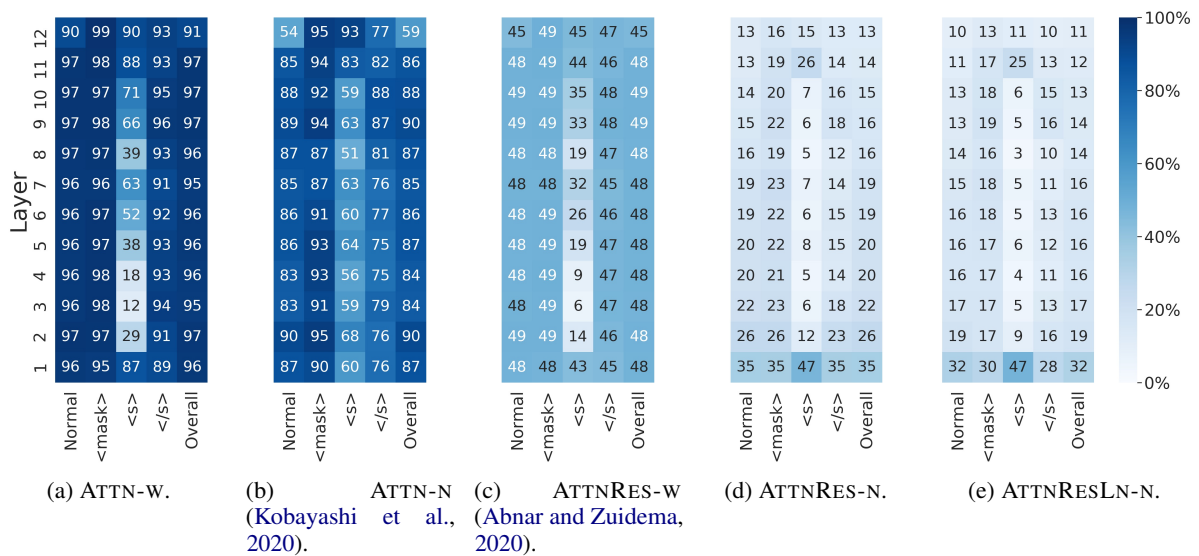 12 90 99 90 93 91 54 95 93 77 59 45 49 45 47 45 13 16 15 13 13 10 13 11 10 11 100%
11 97 98 88 93 97 85 94 83 82 86 48 49 44 46 48 13 19 26 14 14 11 17 25 13 12
10 97 97 71 95 97 88 92 59 88 88 49 49 35 48 49 14 20 7 16 15 13 18 6 15 13 80%
9 97 98 66 96 97 89 94 63 87 90 49 49 33 48 49 15 22 6 18 16 13 19 5 16 14
8 97 97 39 93 96 87 87 51 81 87 48 48 19 47 48 16 19 5 12 16 14 16 3 10 14 60%
7 96 96 63 91 95 85 87 63 76 85 48 48 32 45 48 19 23 7 14 19 15 18 5 11 16
Layer
6 96 97 52 92 96 86 91 60 77 86 48 49 26 46 48 19 22 6 15 19 16 18 5 13 16
5 96 97 38 93 96 86 93 64 75 87 48 49 19 47 48 20 22 8 15 20 16 17 6 12 16 40%
4 96 98 18 93 96 83 93 56 75 84 48 49 9 47 48 20 21 5 14 20 16 17 4 11 16
3 96 98 12 94 95 83 91 59 79 84 48 49 6 47 48 22 23 6 18 22 17 17 5 13 17 20%
2 97 97 29 91 97 90 95 68 76 90 49 49 14 46 48 26 26 12 23 26 19 17 9 16 19
1 96 95 87 89 96 87 90 60 76 87 48 48 43 45 48 35 35 47 35 35 32 30 47 28 32 0%
Normal <mask> <s> </s> Overall Normal <mask> <s> </s> Overall Normal <mask> <s> </s> Overall Normal <mask> <s> </s> Overall Normal <mask> <s> </s> Overall
(a) ATTN-W.
(b) ATTN-N
(Kobayashi et al.,
2020).
(c) ATTNRES-W
(Abnar and Zuidema,
2020).
(d) ATTNRES-N.
(e) ATTNRESLN-N.